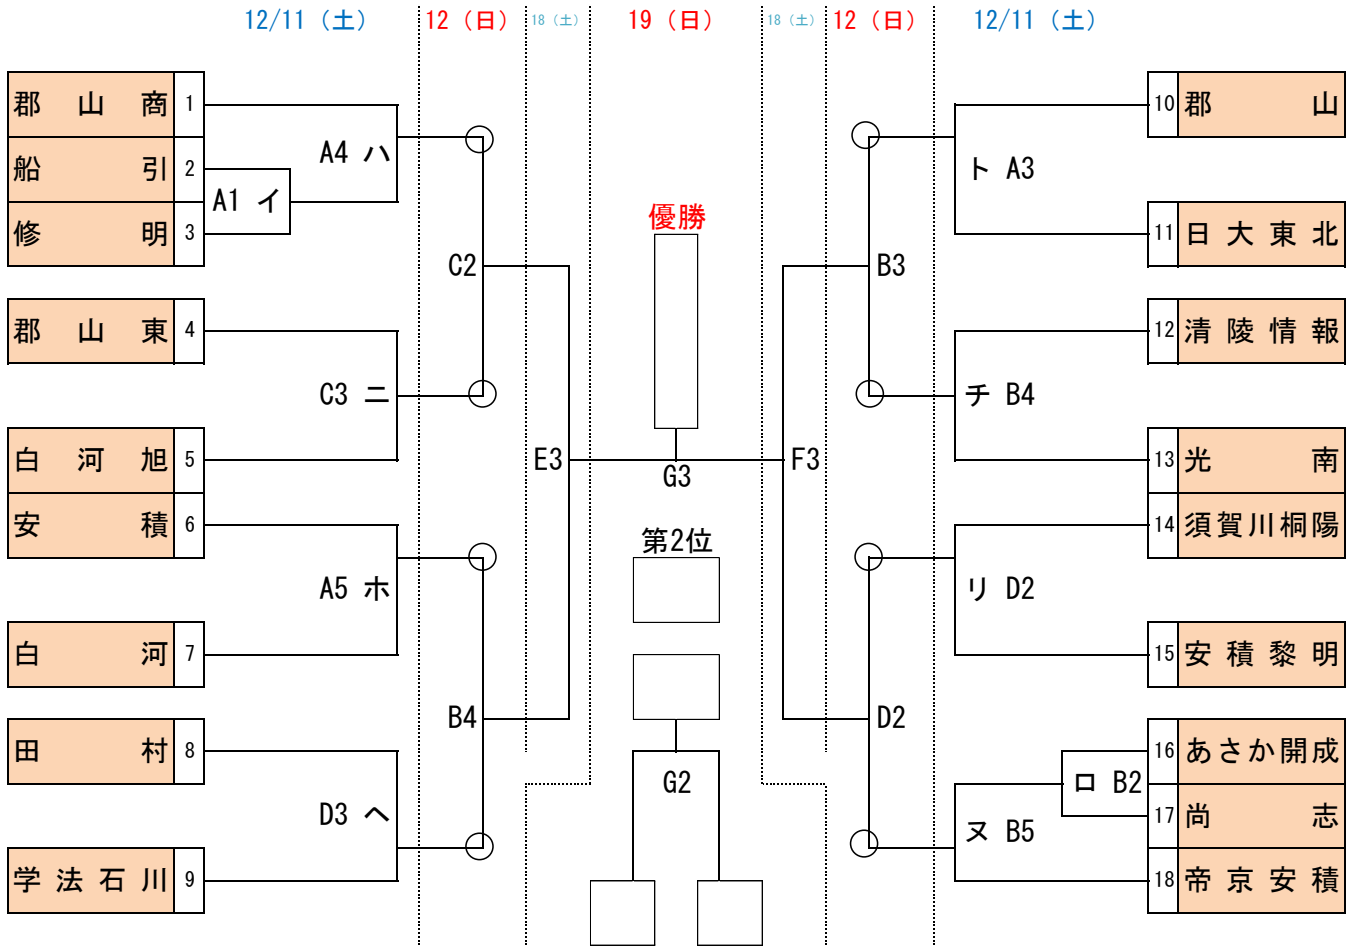 12/11（土） 12（日） 18（土） 19（日） 18（土） 12（日） 12/11（土）
郡山商 1
船引 2
修明 3
郡山東 4
白河旭 5
安積 6
白河 7
田村 8
学法石川 9
A4 ハ
A1 イ
C3 ニ
A5 ホ
D3 ヘ
C2
B4
E3
優勝
G3
第2位
G2
F3
B3
D2
ト A3
チ B4
リ D2
ロ B2
ヌ B5
10 郡山
11 日大東北
12 清陵情報
13 光南
14 須賀川桐陽
15 安積黎明
16 あさか開成
17 尚志
18 帝京安積